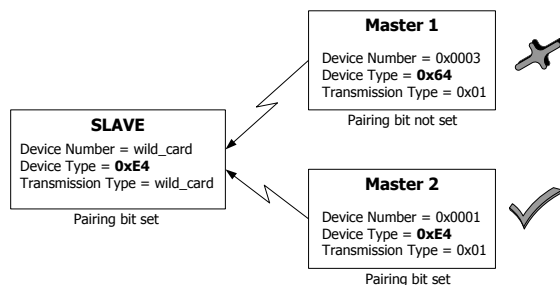 Master 1
Device Number = 0x0003
Device Type = 0x64
Transmission Type = 0x01
Pairing bit not set
SLAVE
Device Number = wild_card
Device Type = 0xE4
Transmission Type = wild_card
Pairing bit set
Master 2
Device Number = 0x0001
Device Type = 0xE4
Transmission Type = 0x01
Pairing bit set